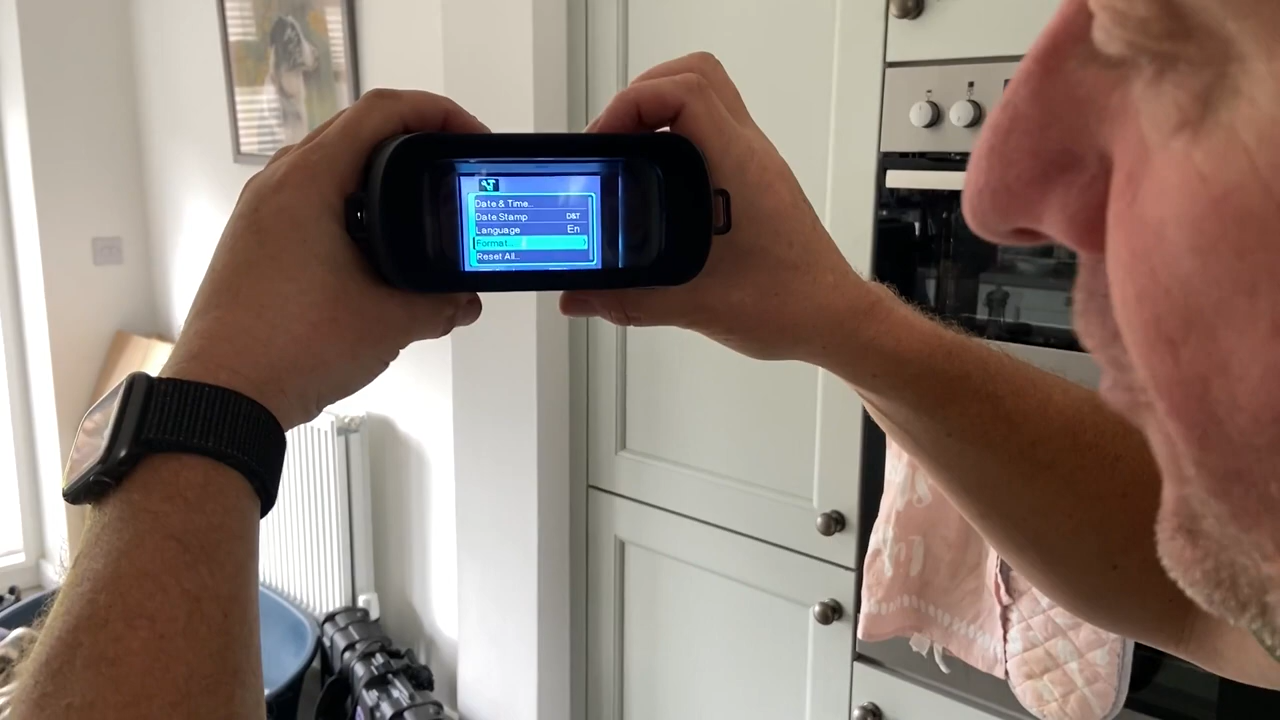 Date & Time..
Date Stamp D&T
Language En
Format..
Reset All..